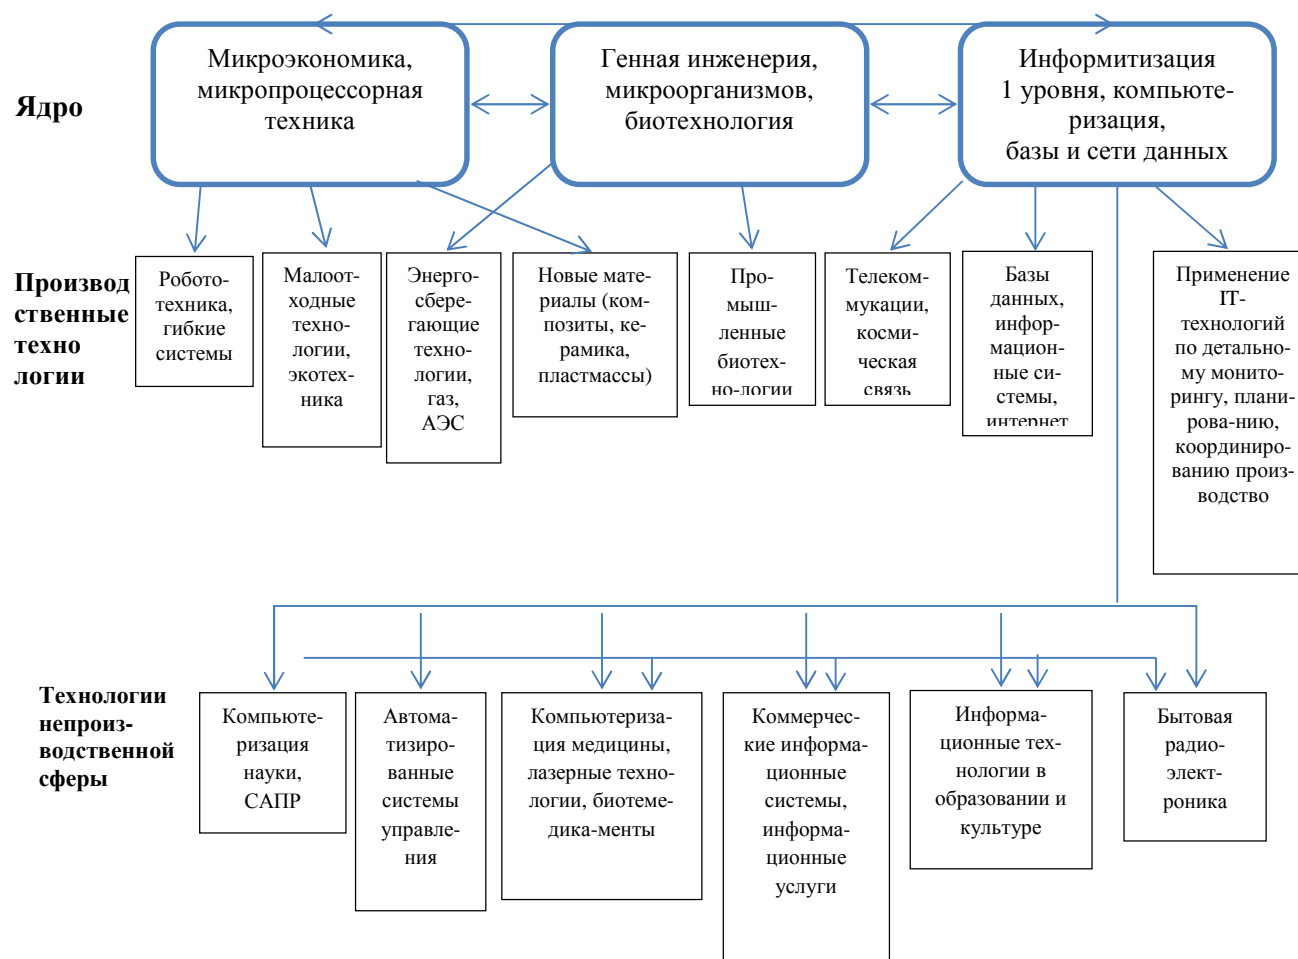 Ядро
Микроэкономика,
микропроцессорная
техника
Генная инженерия,
микроорганизмов,
биотехнология
Информитизация
1 уровня, компьюте-
ризация,
базы и сети данных
Производ
ственные
техно
логии
Робото-
техника,
гибкие
системы
Малоот-
ходные
техно-
логии,
экотех-
ника
Энерго-
сбере-
гающие
техно-
логии,
газ,
АЭС
Новые мате-
риалы (ком-
позиты, ке-
рамика,
пластмассы)
Про-
мыш-
ленные
биотех-
но-логии
Телеком-
мукации,
косми-
ческая
связь
Базы
данных,
инфор-
мацион-
ные си-
стемы,
интернет
Применение
IT-
технологий
по детально-
му монито-
рингу, плани-
рова-нию,
координиро-
ванию произ-
водство
Технологии
непроиз-
водственной
сферы
Компьюте-
ризация
науки,
САПР
Автома-
тизиро-
ванные
системы
управле-
ния
Компьютериза-
ция медицины,
лазерные техно-
логии, биотеме-
дика-менты
Коммерчес-
кие информа-
ционные
системы,
информа-
ционные
услуги
Информа-
ционные тех-
нологии в
образовании и
культуре
Бытовая
радио-
элект-
роника